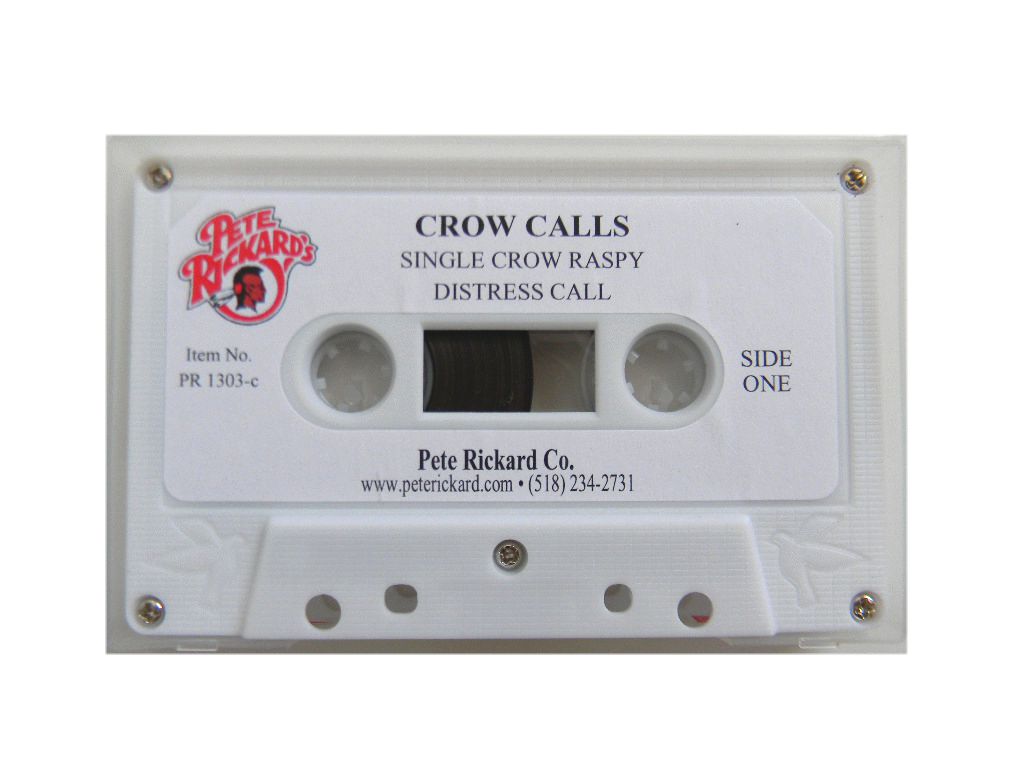 PETE
RICKARD'S
CROW CALLS
SINGLE CROW RASPY
DISTRESS CALL
Item No.
PR 1303-c
SIDE
ONE
Pete Rickard Co.
www.peterickard.com • (518) 234-2731